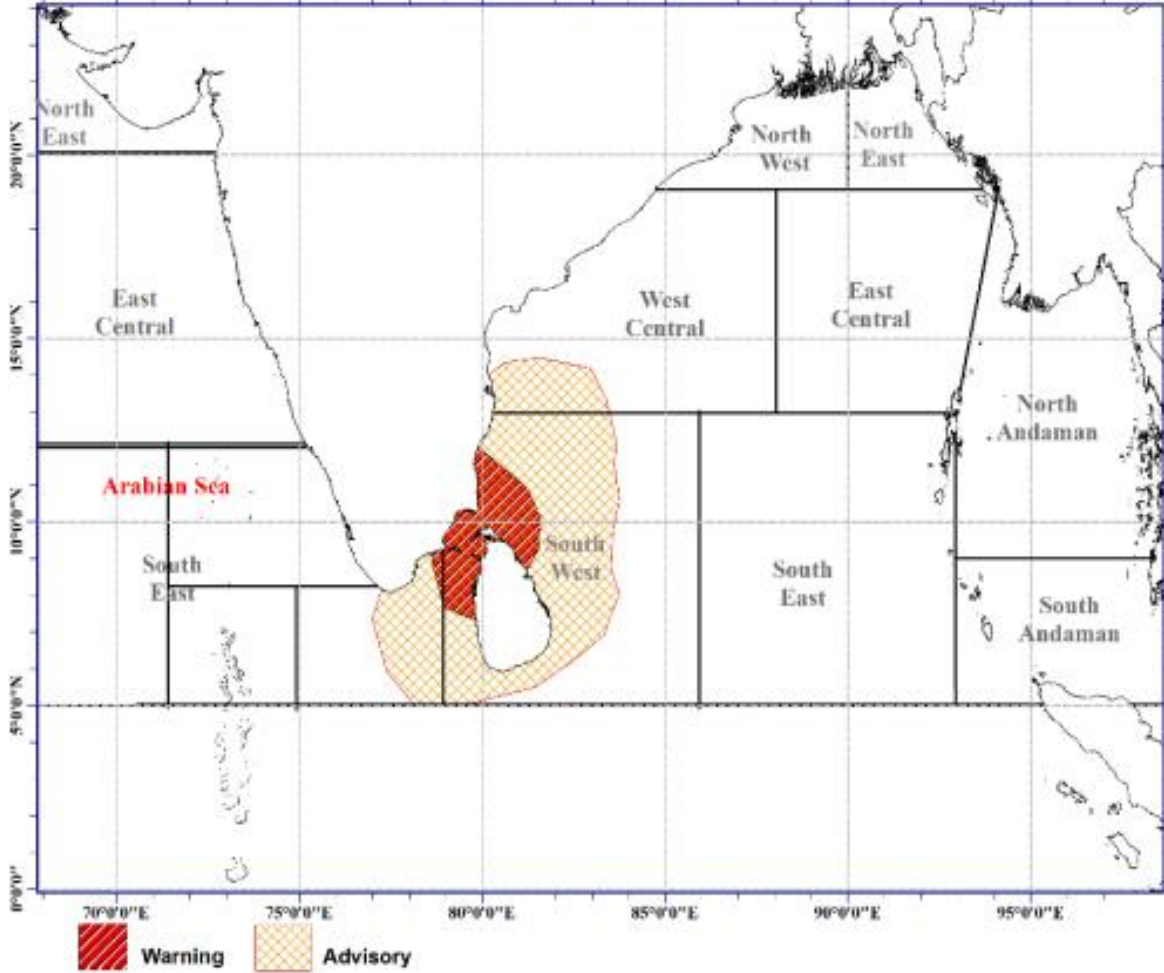 North
East
20°0'0"N
North
West
North
East
East
Central
West
Central
East
Central
15°0'0"N
North
Andaman
Arabian Sea
10°0'0"N
South
East
South
West
South
East
South
Andaman
5°0'0"N
0°0'0"
70°0'0"E
75°0'0"E
80°0'0"E
85°0'0"E
90°0'0"E
95°0'0"E
Warning
Advisory